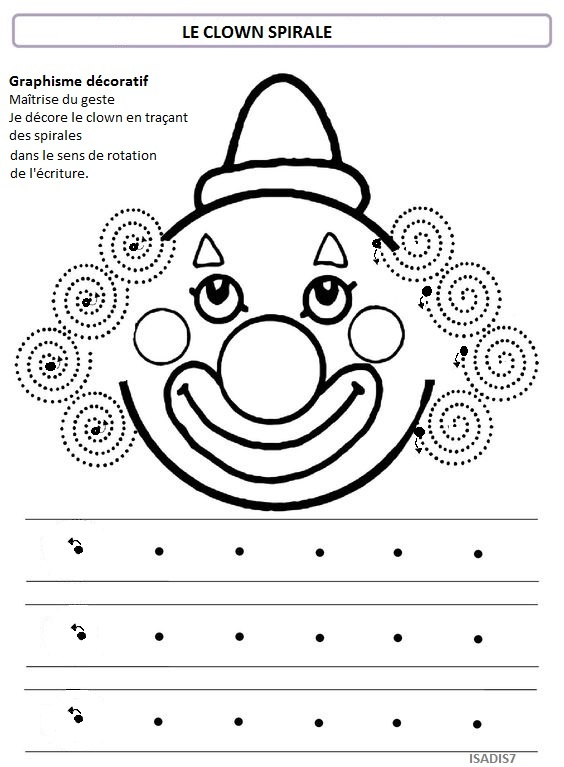 LE CLOWN SPIRALE
Graphisme décoratif
Maîtrise du geste
Je décore le clown en traçant
des spirales
dans le sens de rotation
de l'écriture.
ISADIS7